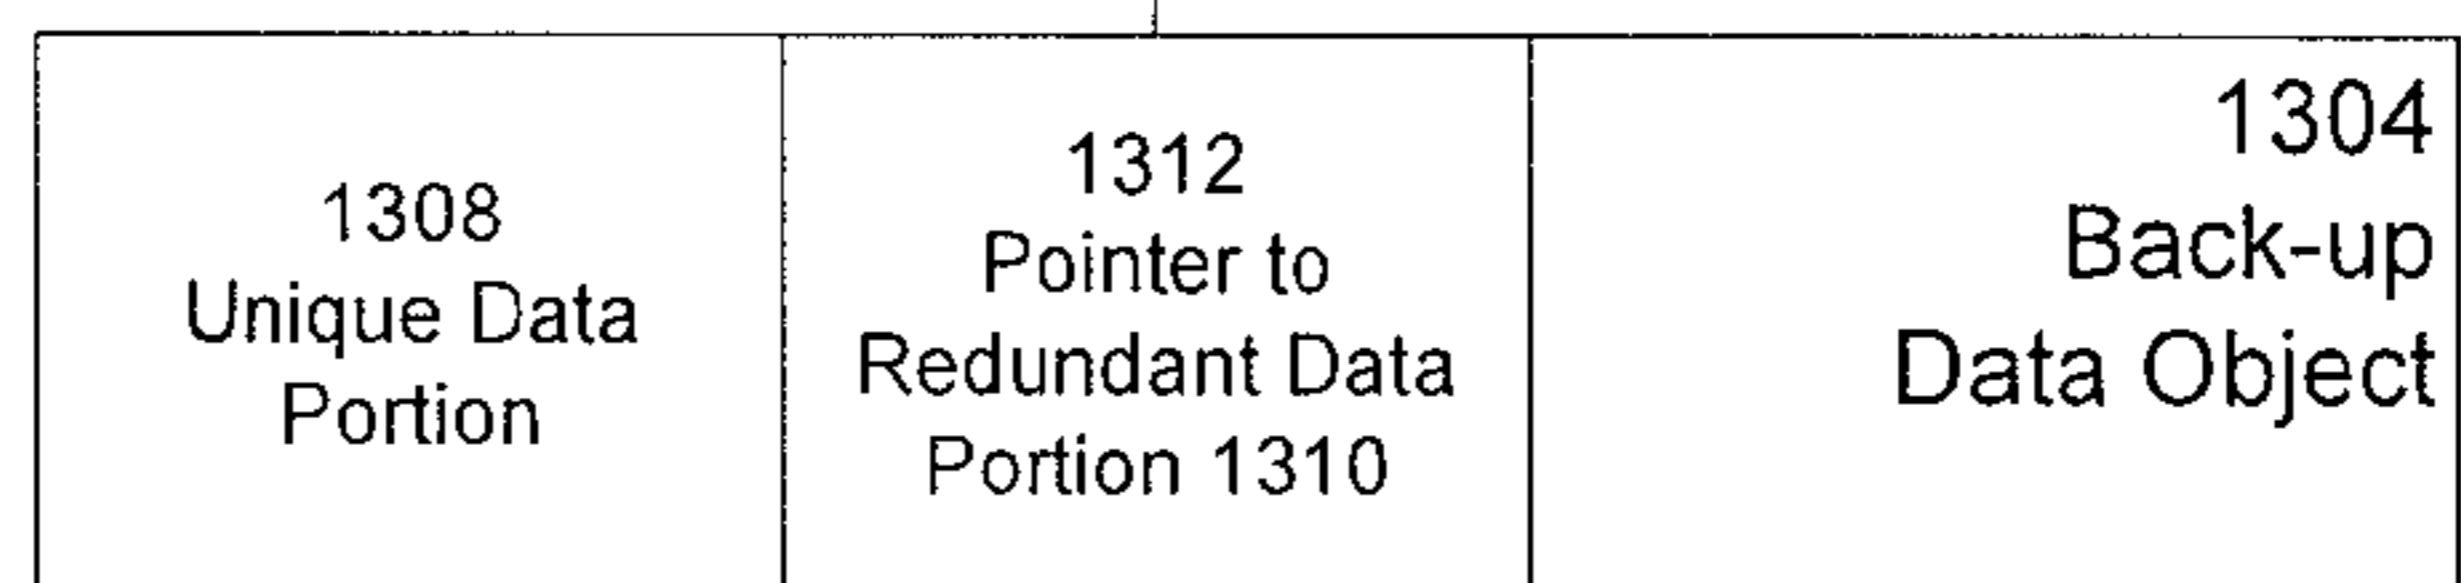 1308
Unique Data
Portion
1312
Pointer to
Redundant Data
Portion 1310
1304
Back-up
Data Object